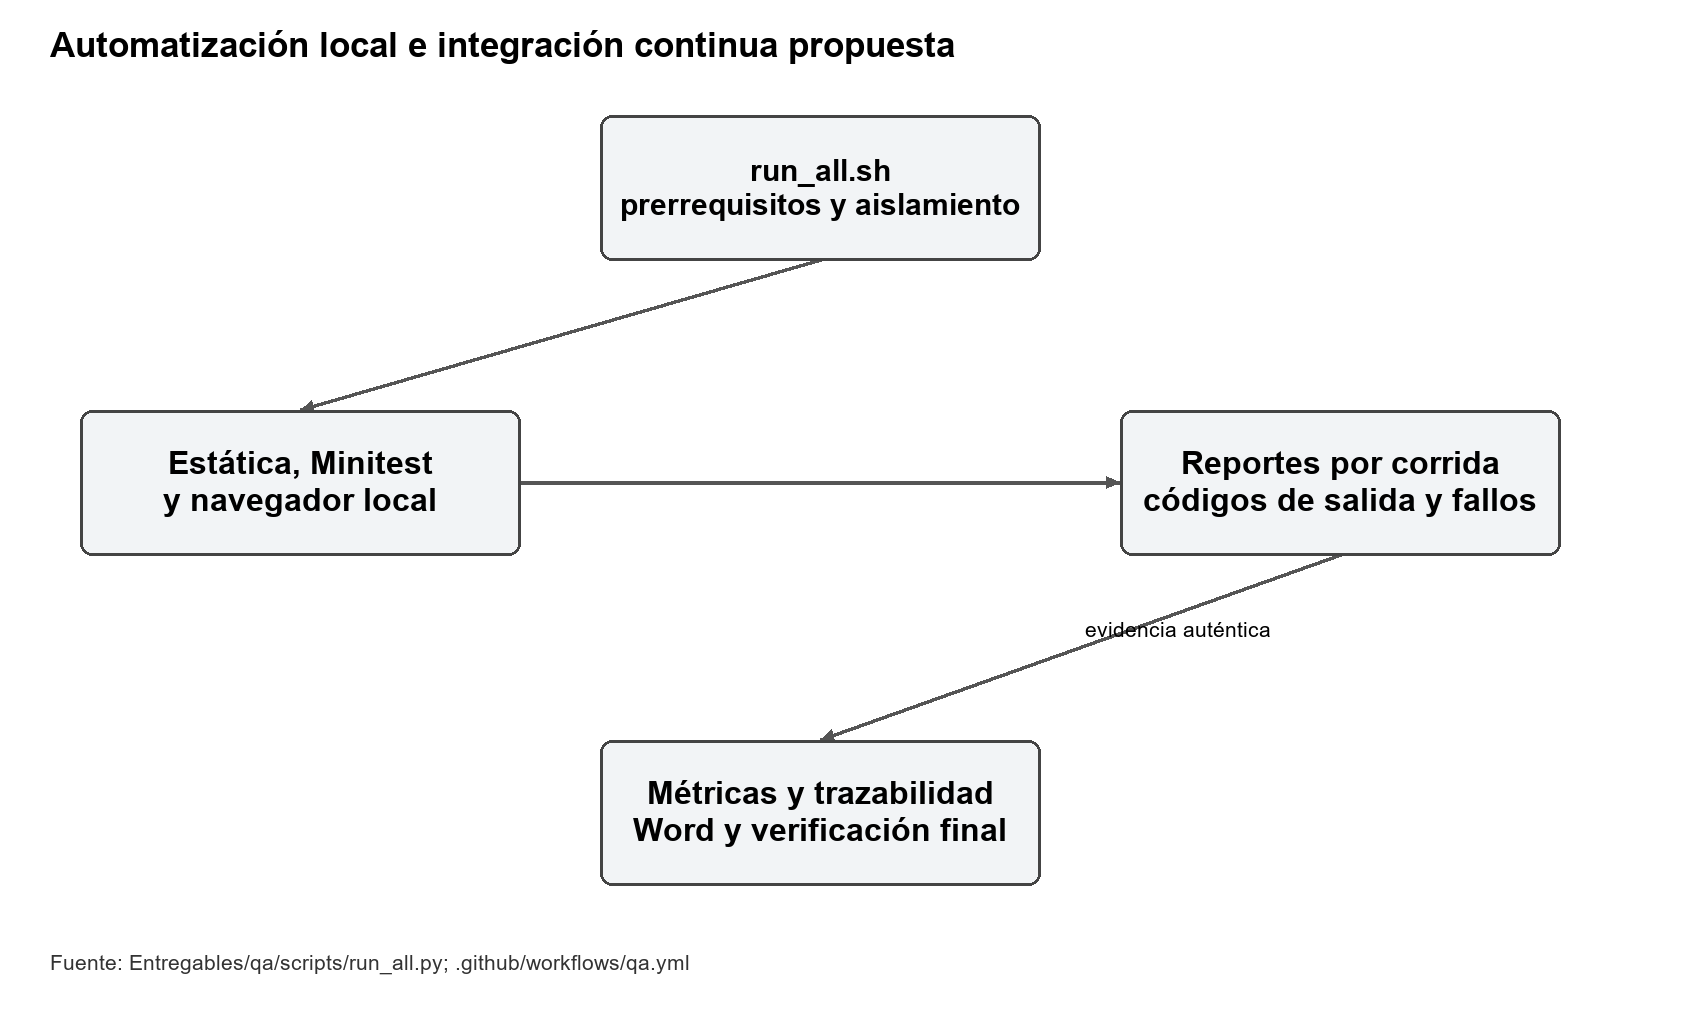 Automatización local e integración continua propuesta
run_all.sh
prerrequisitos y aislamiento
Estática, Minitest
y navegador local
Reportes por corrida
códigos de salida y fallos
evidencia auténtica
Métricas y trazabilidad
Word y verificación final
Fuente: Entregables/qa/scripts/run_all.py; .github/workflows/qa.yml